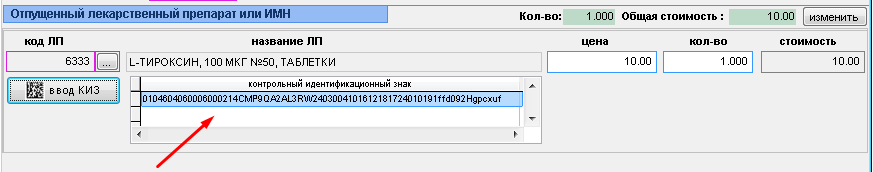 Отпущенный лекарственный препарат или ИМН
Кол-во: 1.000 Общая стоимость : 10.00 изменить
код ЛП название ЛП цена кол-во стоимость
6333 ... L-ТИРОКСИН, 100 МКГ №50, ТАБЛЕТКИ 10.00 1.000 10.00
ввод КИЗ
контрольный идентификационный знак
0104604060006000214CMP9QA2AL3RW2403004101612181724010191ffd092Hgpcxuf